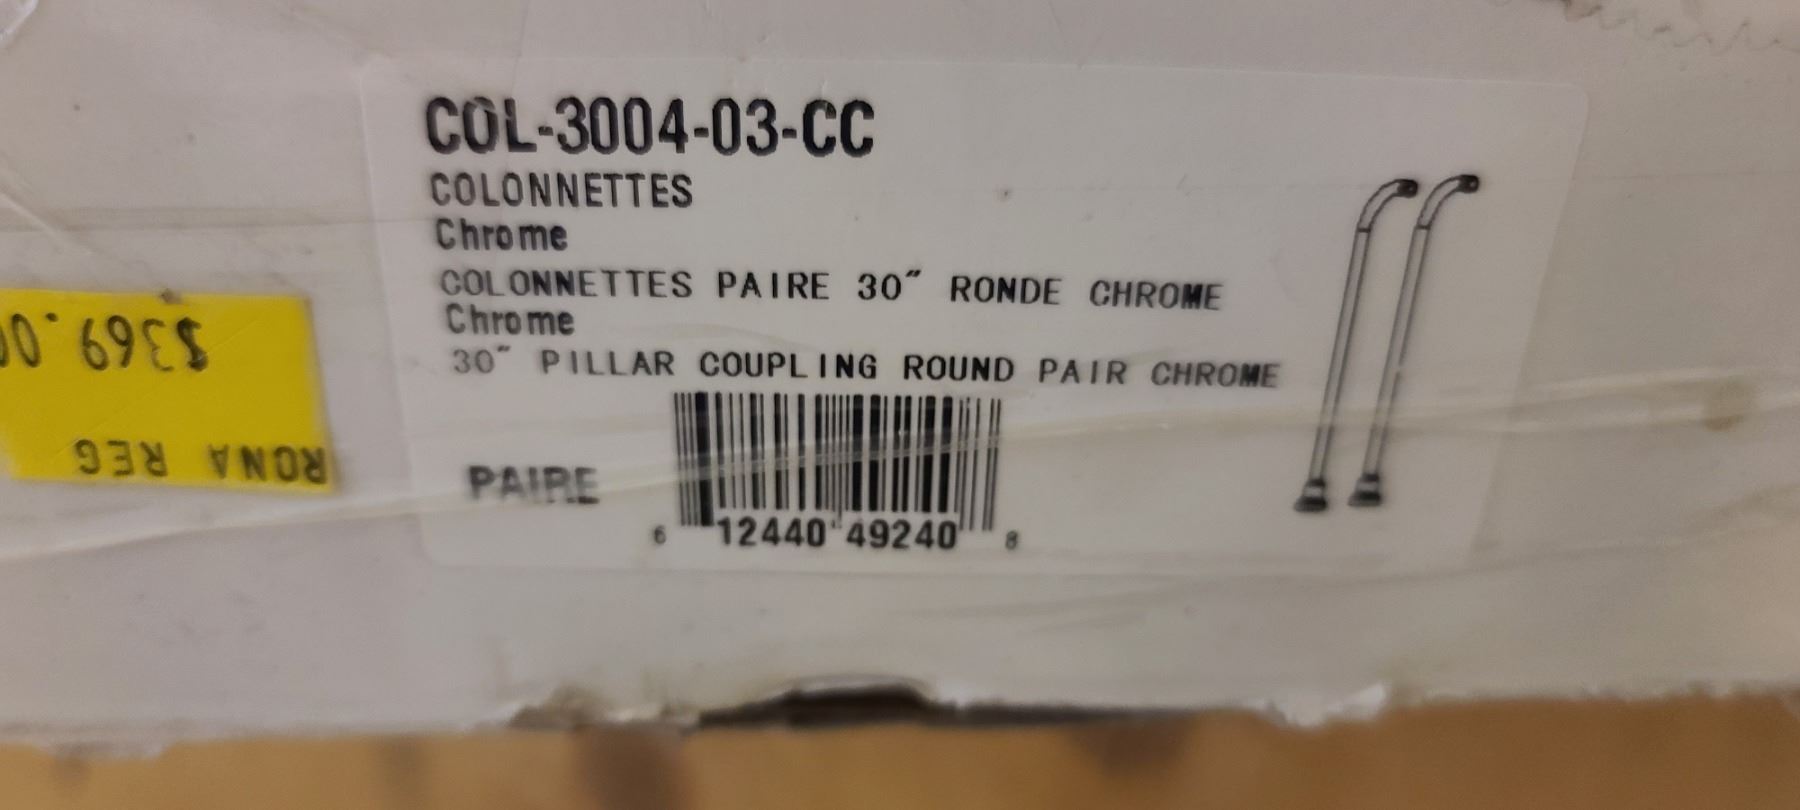 COL-3004-03-CC
COLONNETTES
Chrome
COLONNETTES PAIRE 30" RONDE CHROME
Chrome
30" PILLAR COUPLING ROUND PAIR CHROME
PAIRE
6 12440 49240 8
RONA REG
$369.00